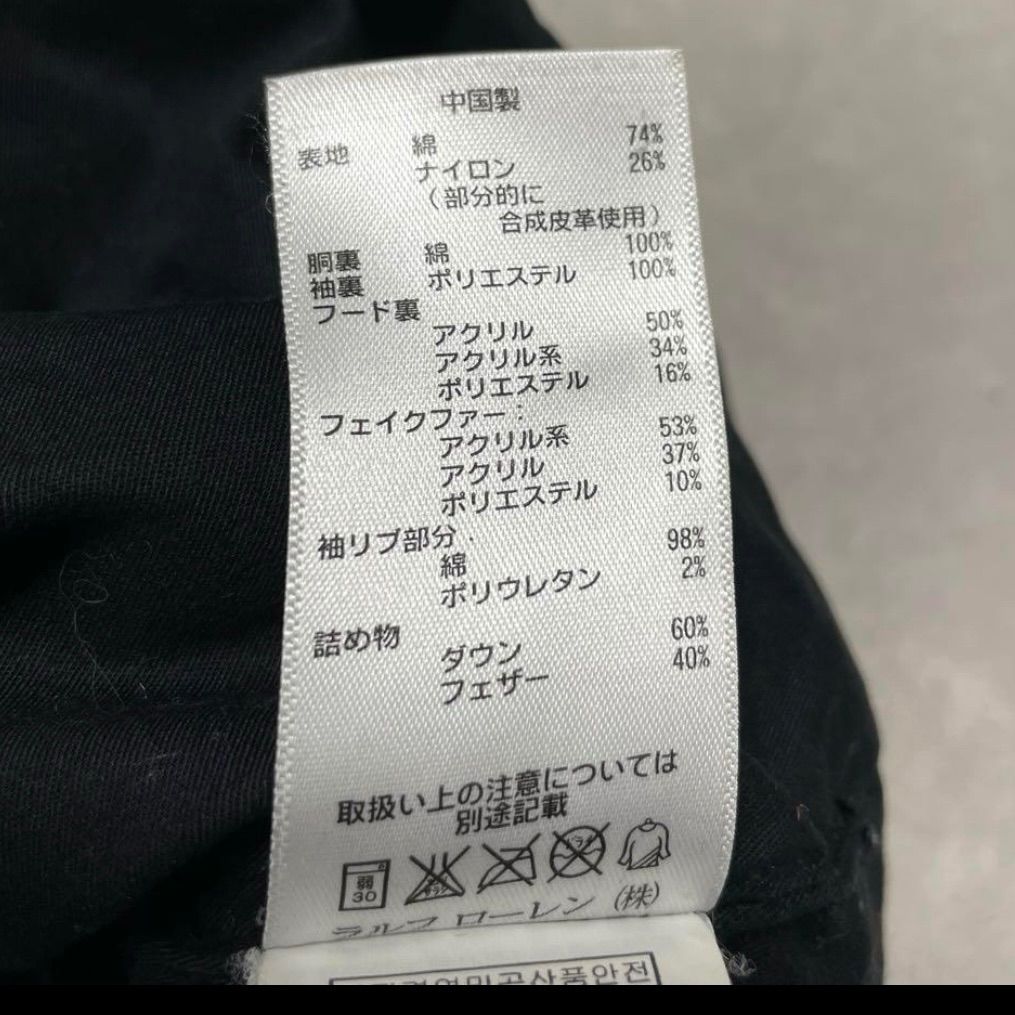 中国製
表地 綿 74%
ナイロン 26%
(部分的に
合成皮革使用)
胴裏 綿 100%
袖裏 ポリエステル 100%
フード裏
アクリル 50%
アクリル系 34%
ポリエステル 16%
フェイクファー:
アクリル系 53%
アクリル 37%
ポリエステル 10%
袖リブ部分:
綿 98%
ポリウレタン 2%
詰め物
ダウン 60%
フェザー 40%
取扱い上の注意については
別途記載
弱
30
ラルフ ローレン (株)
공산품안전